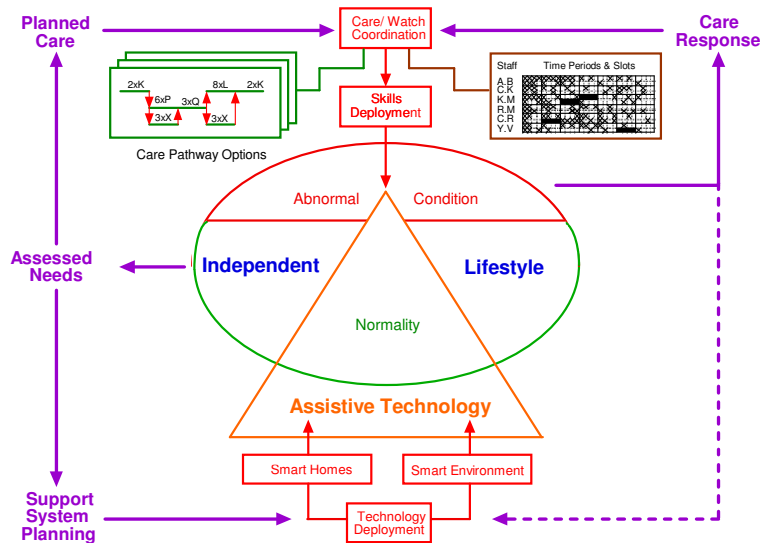 Planned
Care
Care/ Watch
Coordination
Care
Response
2xK
8xL
2xK
6xP
3xQ
3xX
3xX
Care Pathway Options
Skills
Deployment
Staff
Time Periods & Slots
A.B
C.K
K.M
R.M
C.R
Y.V
Abnormal
Condition
Assessed
Needs
Independent
Lifestyle
Normality
Assistive Technology
Smart Homes
Smart Environment
Support
System
Planning
Technology
Deployment